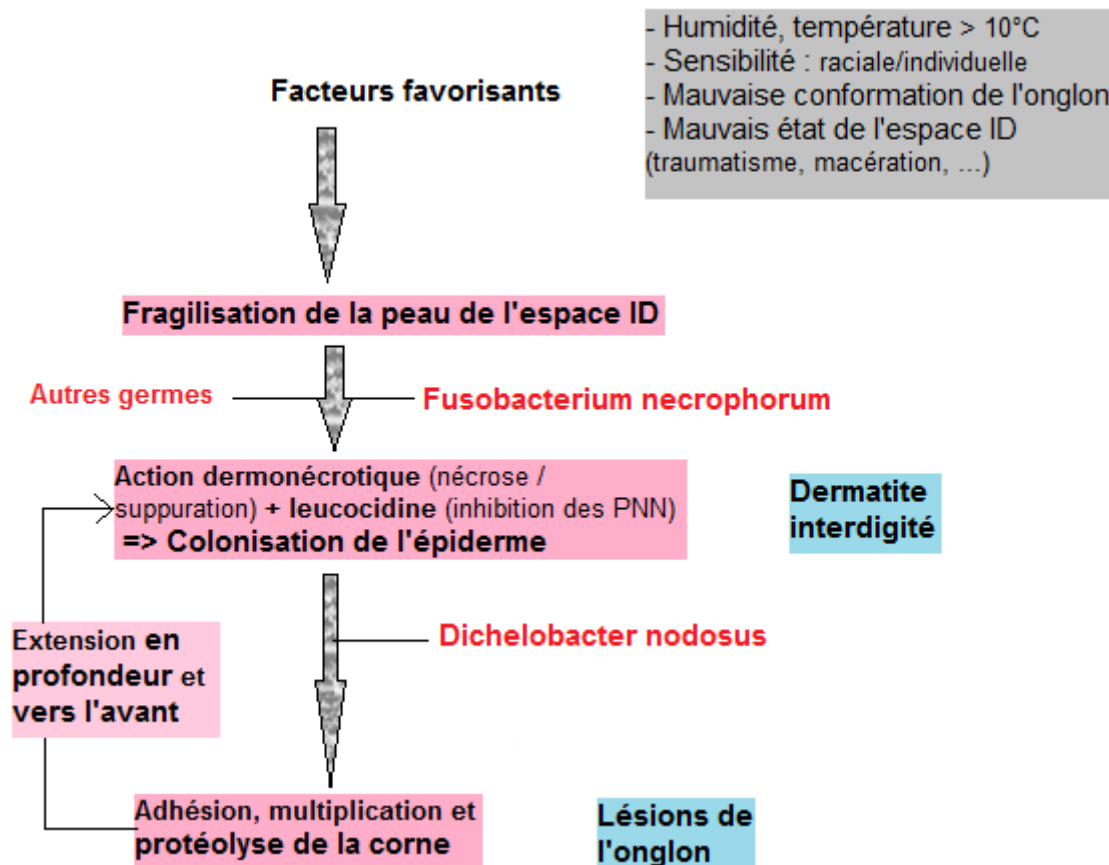 - Humidité, température > 10°C
- Sensibilité : raciale/individuelle
- Mauvaise conformation de l'onglon
- Mauvais état de l'espace ID
(traumatisme, macération, ...)
Facteurs favorisants
Fragilisation de la peau de l'espace ID
Autres germes
Fusobacterium necrophorum
Action dermonécrotique (nécrose /
suppuration) + leucocidine (inhibition des PNN)
=> Colonisation de l'épiderme
Dermatite
interdigité
Dichelobacter nodosus
Extension en
profondeur et
vers l'avant
Adhésion, multiplication et
protéolyse de la corne
Lésions de
l'onglon